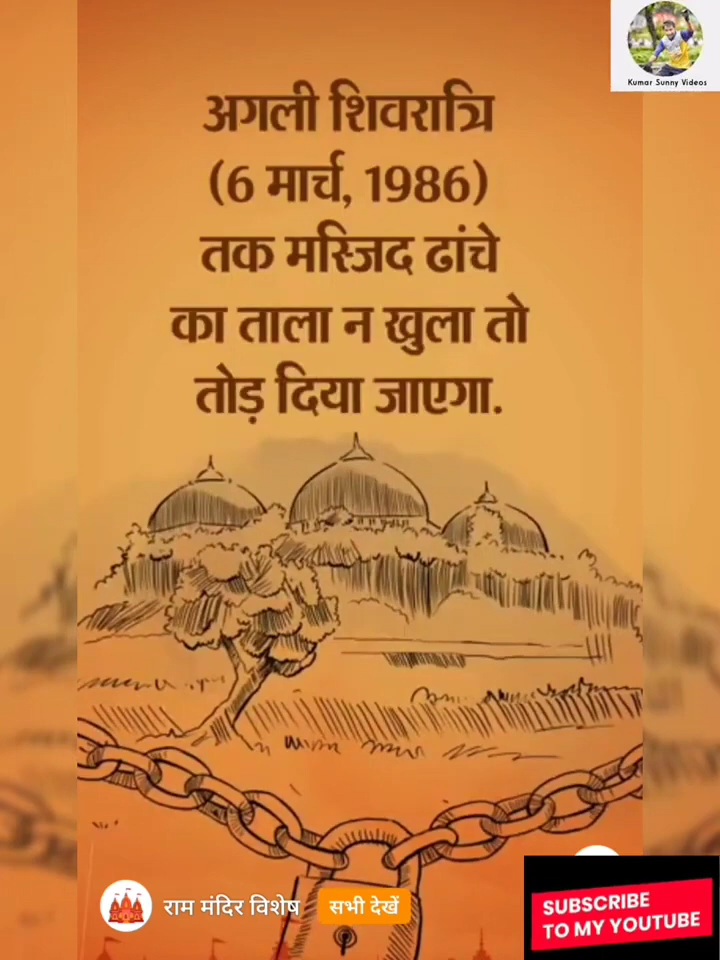 Kumar Sunny Videos
अगली शिवरात्रि
(6 मार्च, 1986)
तक मस्जिद ढांचे
का ताला न खुला तो
तोड़ दिया जाएगा.
राम मंदिर विशेष
सभी देखें
SUBSCRIBE
TO MY YOUTUBE